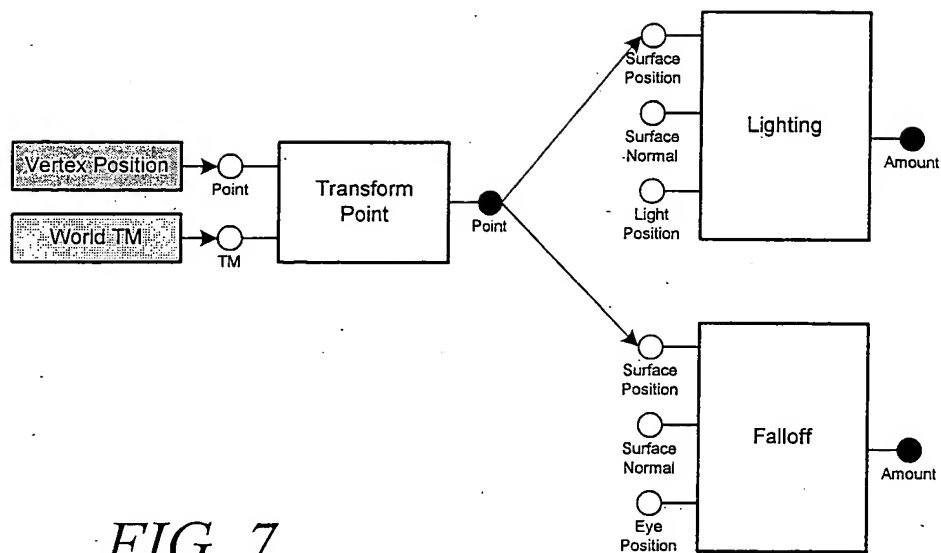 Vertex Position
Point
World TM
TM
Transform
Point
Point
Surface
Position
Surface
Normal
Light
Position
Lighting
Amount
Surface
Position
Surface
Normal
Eye
Position
Falloff
Amount
FIG. 7